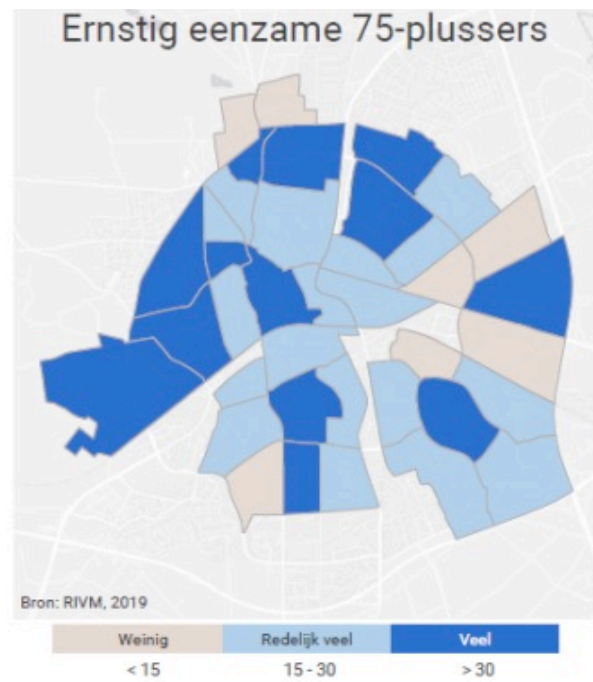 Ernstig eenzame 75-plussers
Bron: RIVM, 2019
Weinig Redelijk veel Veel
< 15 15 - 30 > 30